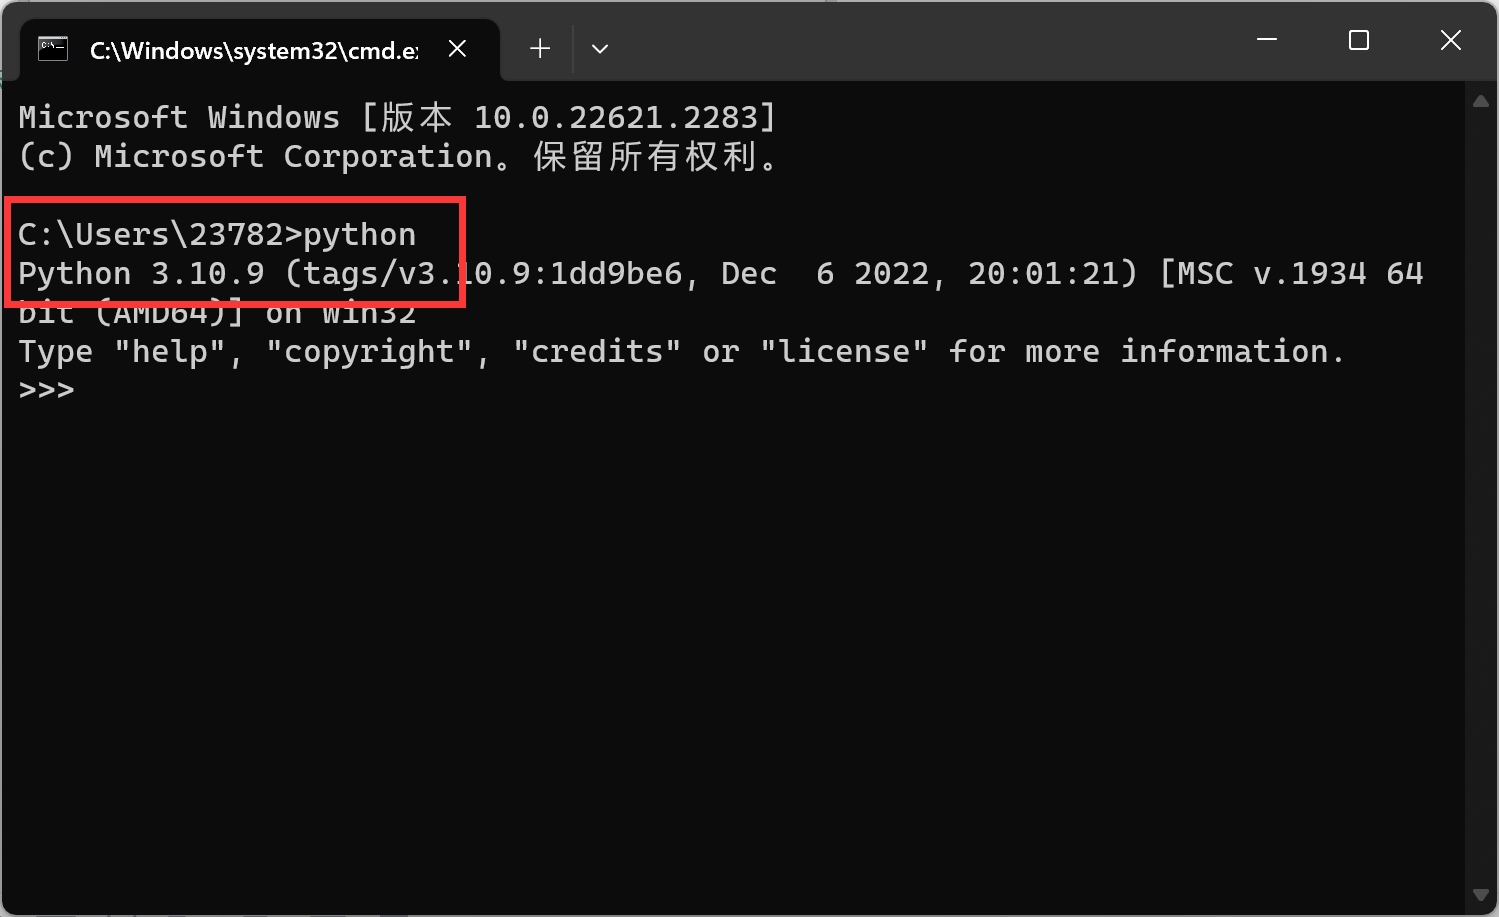 C:\Windows\system32\cmd.e
Microsoft Windows [版本 10.0.22621.2283]
(c) Microsoft Corporation。保留所有权利。
C:\Users\23782>python
Python 3.10.9 (tags/v3.10.9:1dd9be6, Dec  6 2022, 20:01:21) [MSC v.1934 64
bit (AMD64)] on win32
Type "help", "copyright", "credits" or "license" for more information.
>>>